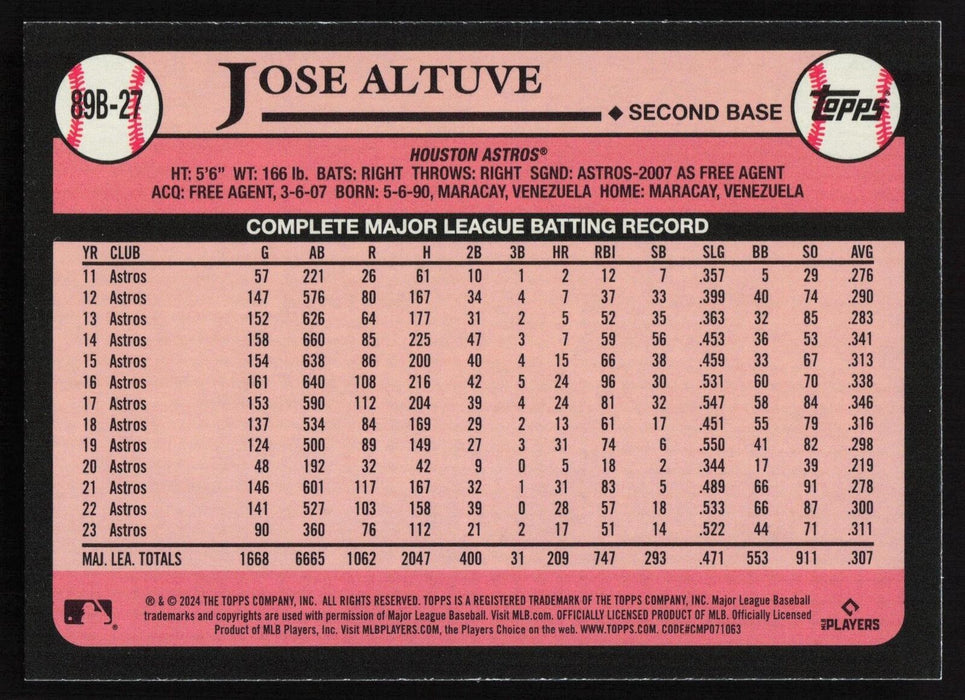 89B-27
JOSE ALTUVE
SECOND BASE
Topps
HOUSTON ASTROS®
HT: 5'6" WT: 166 lb. BATS: RIGHT THROWS: RIGHT SGND: ASTROS-2007 AS FREE AGENT
ACQ: FREE AGENT, 3-6-07 BORN: 5-6-90, MARACAY, VENEZUELA HOME: MARACAY, VENEZUELA
COMPLETE MAJOR LEAGUE BATTING RECORD
YR CLUB G AB R H 2B 3B HR RBI SB SLG BB SO AVG
11 Astros 57 221 26 61 10 1 2 12 7 .357 5 29 .276
12 Astros 147 576 80 167 34 4 7 37 33 .399 40 74 .290
13 Astros 152 626 64 177 31 2 5 52 35 .363 32 85 .283
14 Astros 158 660 85 225 47 3 7 59 56 .453 36 53 .341
15 Astros 154 638 86 200 40 4 15 66 38 .459 33 67 .313
16 Astros 161 640 108 216 42 5 24 96 30 .531 60 70 .338
17 Astros 153 590 112 204 39 4 24 81 32 .547 58 84 .346
18 Astros 137 534 84 169 29 2 13 61 17 .451 55 79 .316
19 Astros 124 500 89 149 27 3 31 74 6 .550 41 82 .298
20 Astros 48 192 32 42 9 0 5 18 2 .344 17 39 .219
21 Astros 146 601 117 167 32 1 31 83 5 .489 66 91 .278
22 Astros 141 527 103 158 39 0 28 57 18 .533 66 87 .300
23 Astros 90 360 76 112 21 2 17 51 14 .522 44 71 .311
MAJ. LEA. TOTALS 1668 6665 1062 2047 400 31 209 747 293 .471 553 911 .307
® & © 2024 THE TOPPS COMPANY, INC. ALL RIGHTS RESERVED. TOPPS IS A REGISTERED TRADEMARK OF THE TOPPS COMPANY, INC. Major League Baseball
trademarks and copyrights are used with permission of Major League Baseball. Visit MLB.com. OFFICIALLY LICENSED PRODUCT OF MLB. Officially Licensed
Product of MLB Players, Inc. Visit MLBPLAYERS.COM, the Players Choice on the web. WWW.TOPPS.COM. CODE#CMP071063
MLB PLAYERS